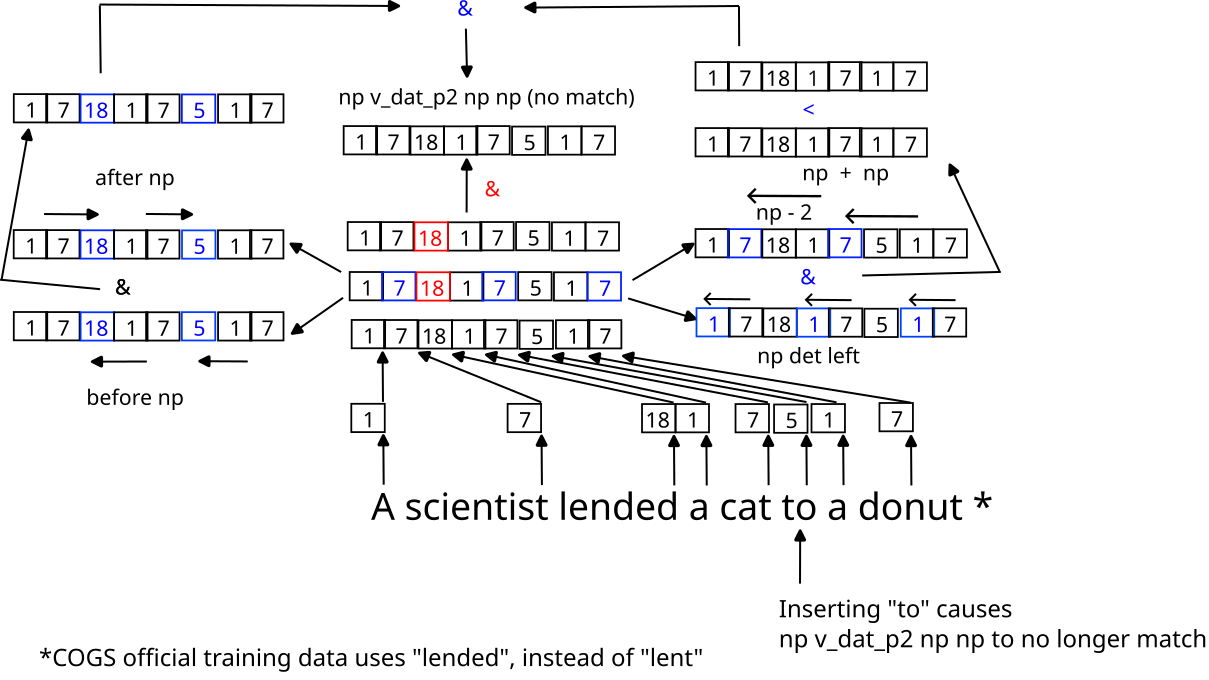 &
1 7 18 1 7 1 7
1 7 18 1 7 5 1 7
np v_dat_p2 np np (no match)
<
1 7 18 1 7 5 1 7
1 7 18 1 7 1 7
after np
np + np
&
np - 2
1 7 18 1 7 5 1 7
1 7 18 1 7 5 1 7
1 7 18 1 7 5 1 7
&
1 7 18 1 7 5 1 7
&
1 7 18 1 7 5 1 7
1 7 18 1 7 5 1 7
1 7 18 1 7 5 1 7
np det left
before np
1 7 18 1 7 5 1 7
A scientist lended a cat to a donut *
Inserting "to" causes
np v_dat_p2 np np to no longer match
*COGS official training data uses "lended", instead of "lent"